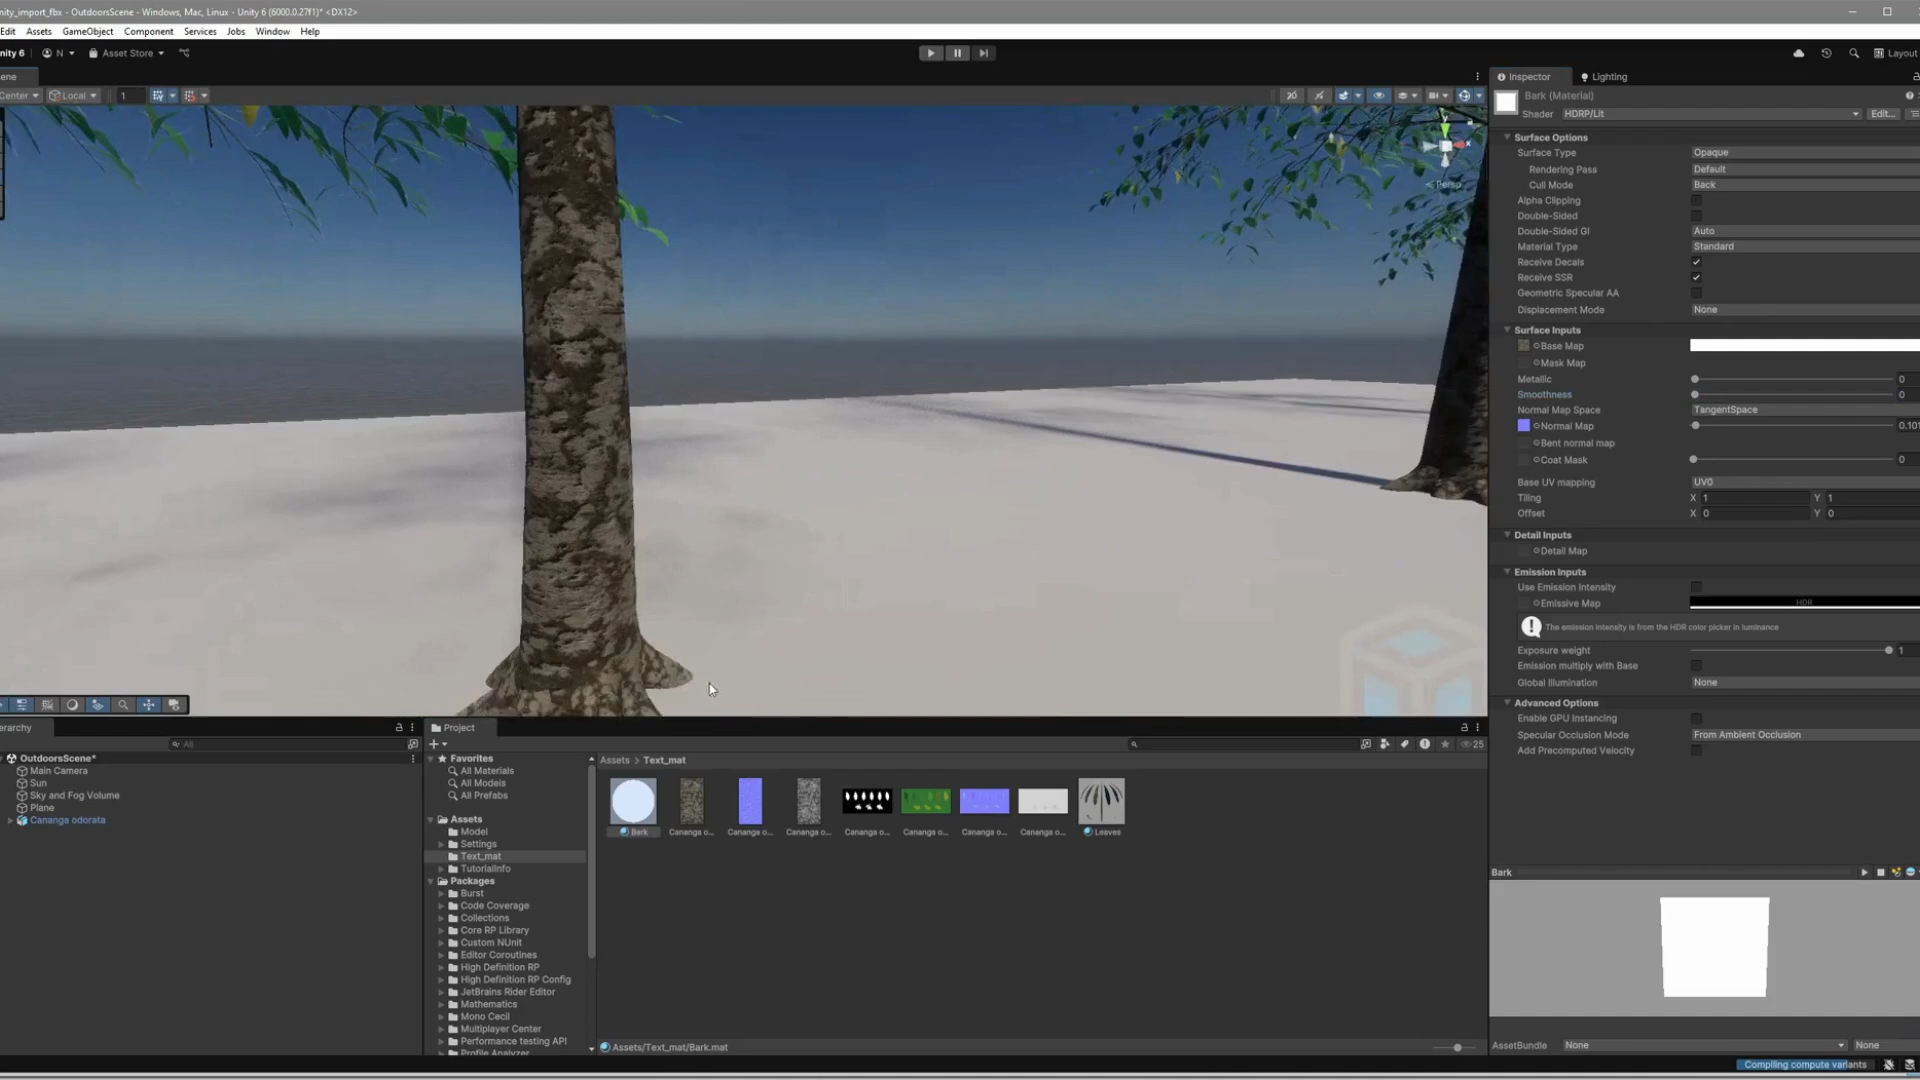 nity_import_fbx - OutdoorsScene - Windows, Mac, Linux - Unity 6 (6000.0.27f1)* <DX12>
Edit Assets GameObject Component Services Jobs Window Help
nity 6 N Asset Store Layout
ene
Center Local 1
Persp
Inspector Lighting
Bark (Material)
Shader HDRP/Lit Edit...
Surface Options
Surface Type Opaque
Rendering Pass Default
Cull Mode Back
Alpha Clipping
Double-Sided
Double-Sided GI Auto
Material Type Standard
Receive Decals
Receive SSR
Geometric Specular AA
Displacement Mode None
Surface Inputs
Base Map
Mask Map
Metallic 0
Smoothness 0
Normal Map Space TangentSpace
Normal Map 0.101
Bent normal map
Coat Mask 0
Base UV mapping UV0
Tiling X 1 Y 1
Offset X 0 Y 0
Detail Inputs
Detail Map
Emission Inputs
Use Emission Intensity
Emissive Map HDR
The emission intensity is from the HDR color picker in luminance
Exposure weight 1
Emission multiply with Base
Global Illumination None
Advanced Options
Enable GPU Instancing
Specular Occlusion Mode From Ambient Occlusion
Add Precomputed Velocity
Bark
AssetBundle None None
Compiling compute variants
erarchy
All
OutdoorsScene*
Main Camera
Sun
Sky and Fog Volume
Plane
Cananga odorata
Project
25
Favorites
All Materials
All Models
All Prefabs
Assets
Model
Settings
Text_mat
TutorialInfo
Packages
Burst
Code Coverage
Collections
Core RP Library
Custom NUnit
Editor Coroutines
High Definition RP
High Definition RP Config
JetBrains Rider Editor
Mathematics
Mono Cecil
Multiplayer Center
Performance testing API
Profile Analyzer
Assets > Text_mat
Bark Cananga o... Cananga o... Cananga o... Cananga o... Cananga o... Cananga o... Cananga o... Leaves
Assets/Text_mat/Bark.mat